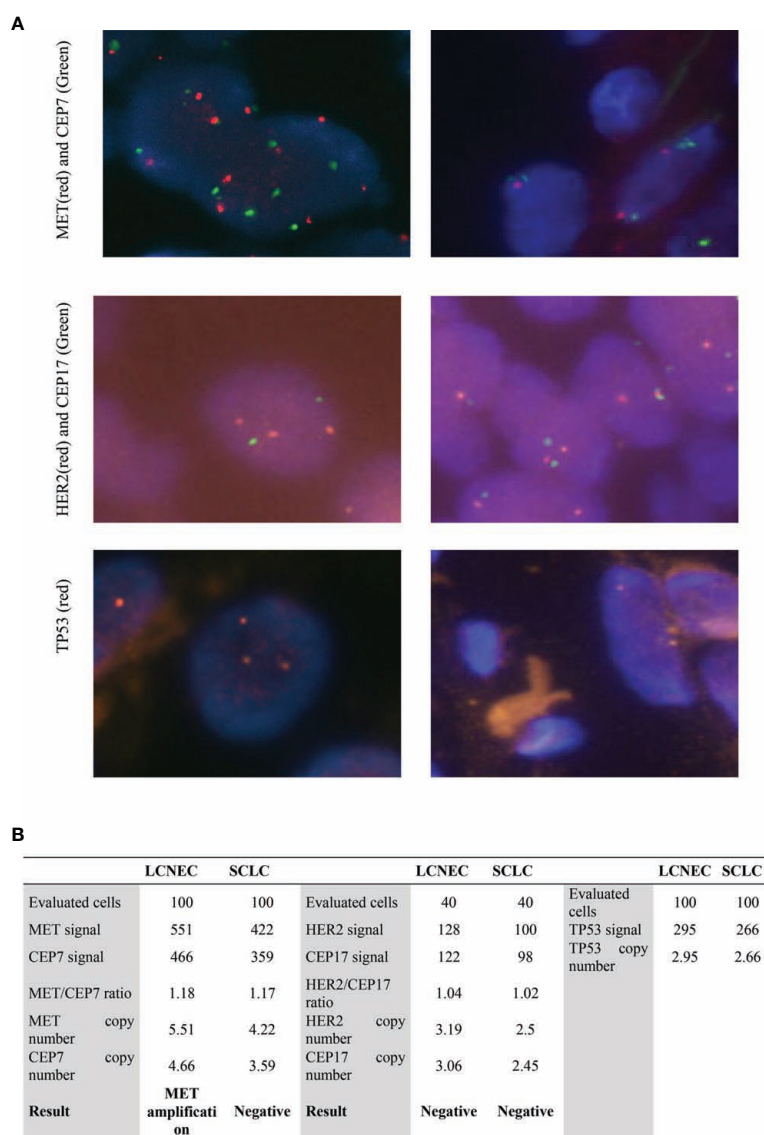 A
MET(red) and CEP7 (Green)
HER2(red) and CEP17 (Green)
TP53 (red)
B
LCNEC SCLC LCNEC SCLC LCNEC SCLC
Evaluated cells 100 100 Evaluated cells 40 40 Evaluated cells 100 100
MET signal 551 422 HER2 signal 128 100 TP53 signal 295 266
CEP7 signal 466 359 CEP17 signal 122 98 TP53 copy number 2.95 2.66
MET/CEP7 ratio 1.18 1.17 HER2/CEP17 ratio 1.04 1.02
MET copy number 5.51 4.22 HER2 copy number 3.19 2.5
CEP7 copy number 4.66 3.59 CEP17 copy number 3.06 2.45
Result MET amplificati on Negative Result Negative Negative